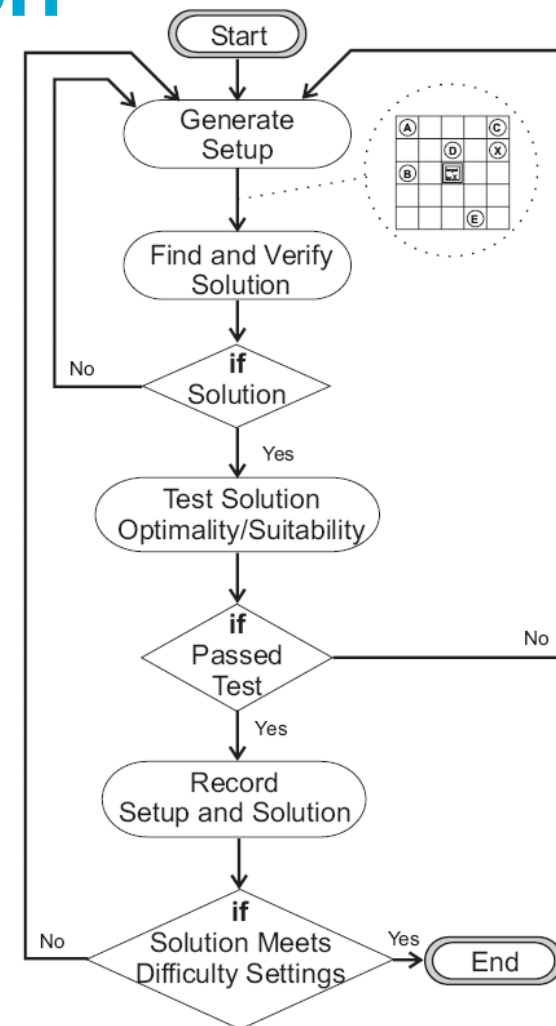 Start
Generate
Setup
A
C
D
X
B
E
Find and Verify
Solution
if
Solution
No
Yes
Test Solution
Optimality/Suitability
if
Passed
Test
No
Yes
Record
Setup and Solution
if
Solution Meets
Difficulty Settings
No
Yes
End